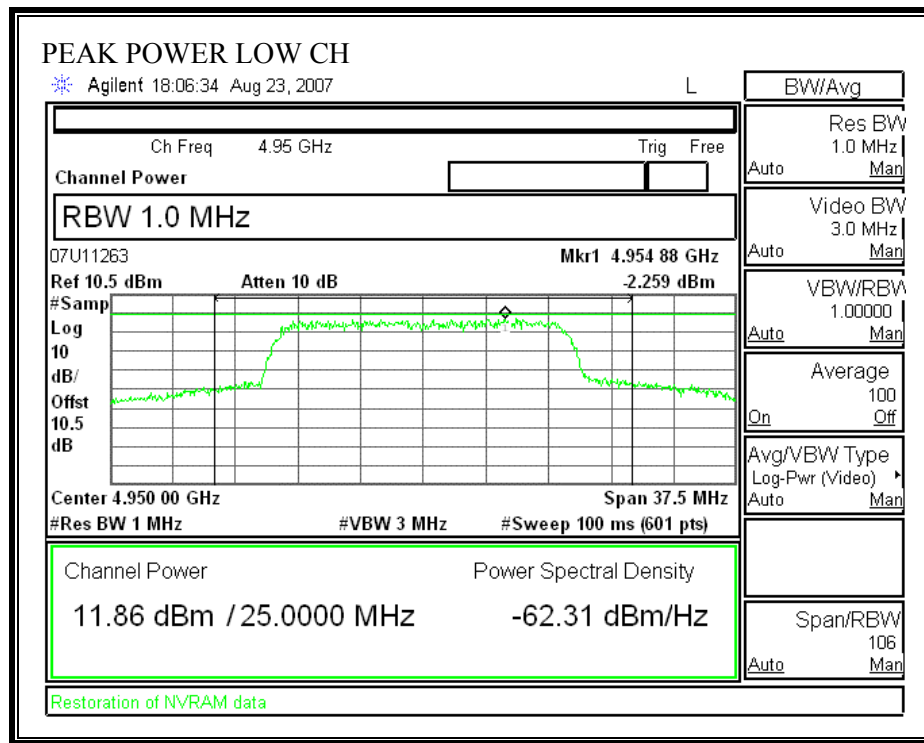 PEAK POWER LOW CH
Agilent 18:06:34 Aug 23, 2007 L
Ch Freq 4.95 GHz Trig Free
Channel Power
RBW 1.0 MHz
07U11263 Mkr1 4.954 88 GHz
Ref 10.5 dBm Atten 10 dB -2.259 dBm
#Samp
Log
10
dB/
Offst
10.5
dB
1
Center 4.950 00 GHz Span 37.5 MHz
#Res BW 1 MHz #VBW 3 MHz #Sweep 100 ms (601 pts)
Channel Power Power Spectral Density
11.86 dBm / 25.0000 MHz -62.31 dBm/Hz
Restoration of NVRAM data
BW/Avg
Res BW
1.0 MHz
Auto Man
Video BW
3.0 MHz
Auto Man
VBW/RBW
1.00000
Auto Man
Average
100
On Off
Avg/VBW Type
Log-Pwr (Video)
Auto Man
Span/RBW
106
Auto Man